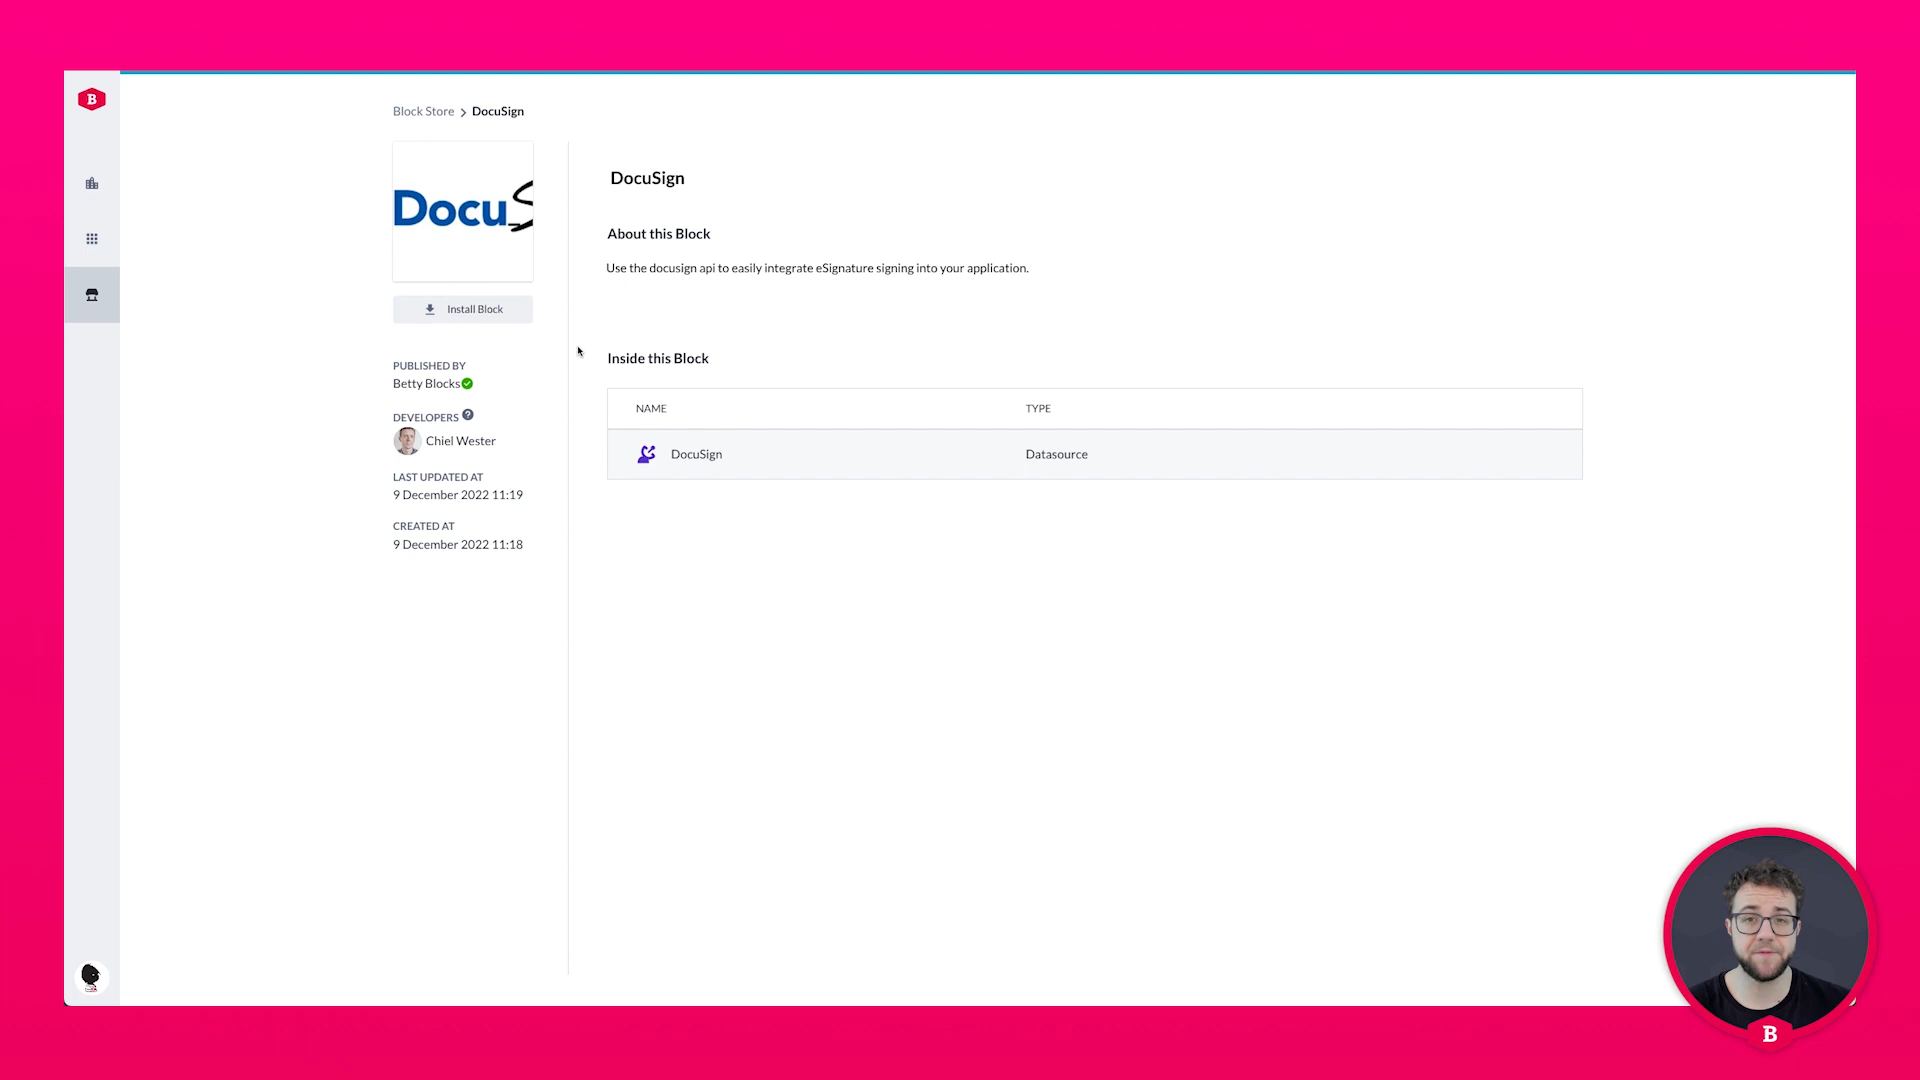 B
Block Store > DocuSign
DocuS
Install Block
PUBLISHED BY
Betty Blocks
DEVELOPERS ?
Chiel Wester
LAST UPDATED AT
9 December 2022 11:19
CREATED AT
9 December 2022 11:18
DocuSign
About this Block
Use the docusign api to easily integrate eSignature signing into your application.
Inside this Block
NAME TYPE
DocuSign Datasource
B